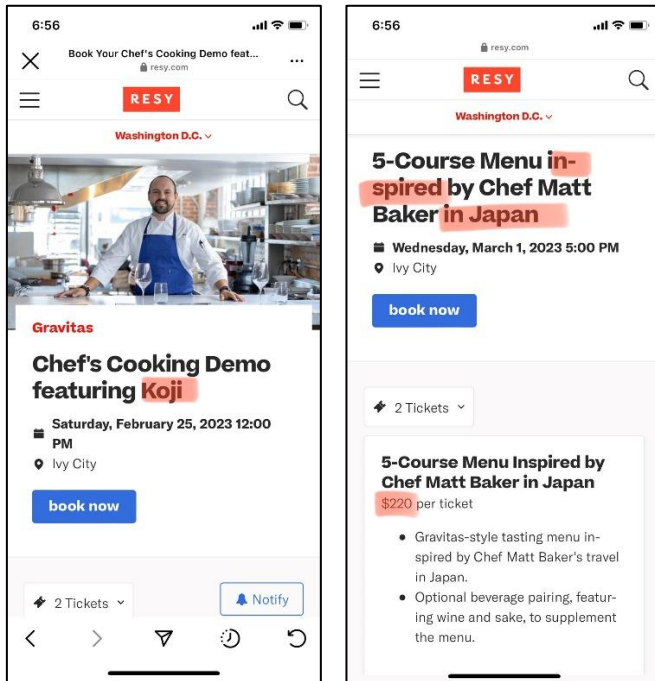 6:56
Book Your Chef's Cooking Demo feat...
resy.com
RESY
Washington D.C.
Gravitas
Chef's Cooking Demo
featuring Koji
Saturday, February 25, 2023 12:00
PM
Ivy City
book now
2 Tickets
Notify
6:56
resy.com
RESY
Washington D.C.
5-Course Menu in-
spired by Chef Matt
Baker in Japan
Wednesday, March 1, 2023 5:00 PM
Ivy City
book now
2 Tickets
5-Course Menu Inspired by
Chef Matt Baker in Japan
$220 per ticket
• Gravitas-style tasting menu in-
spired by Chef Matt Baker's travel
in Japan.
• Optional beverage pairing, featur-
ing wine and sake, to supplement
the menu.